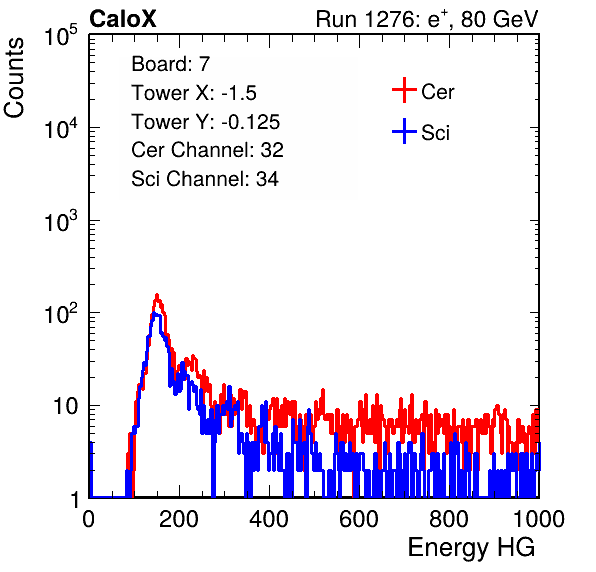 CaloX Run 1276: e⁺, 80 GeV
Counts
10⁵
10⁴
10³
10²
10
1
Board: 7
Tower X: -1.5
Tower Y: -0.125
Cer Channel: 32
Sci Channel: 34
Cer
Sci
0 200 400 600 800 1000
Energy HG